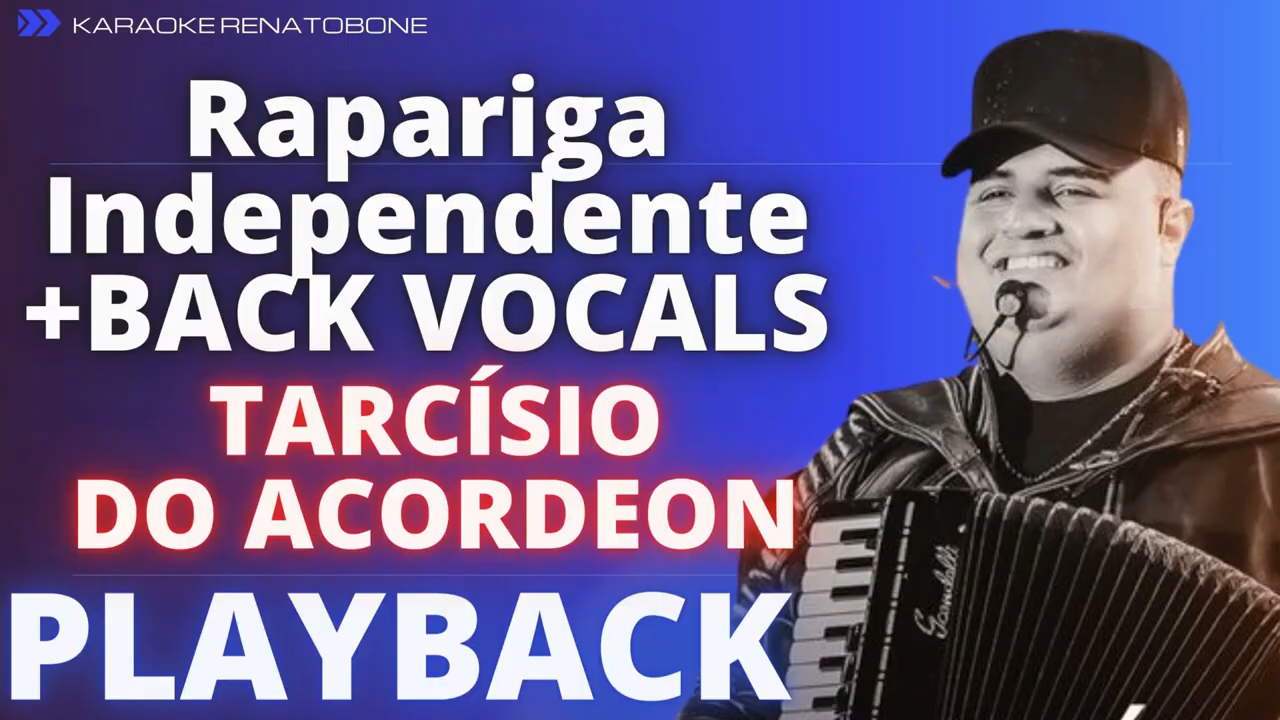 KARAOKE RENATOBONE
Rapariga
Independente
+BACK VOCALS
TARCÍSIO
DO ACORDEON
PLAYBACK